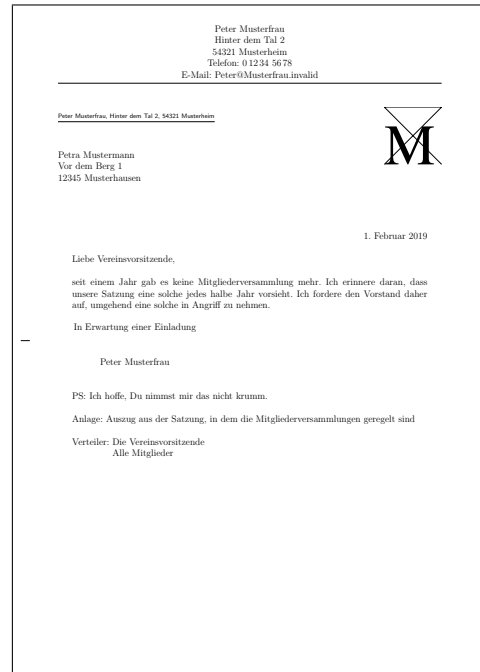 Peter Musterfrau
Hinter dem Tal 2
54321 Musterheim
Telefon: 0 12 34 56 78
E-Mail: Peter@Musterfrau.invalid
Peter Musterfrau, Hinter dem Tal 2, 54321 Musterheim
M
Petra Mustermann
Vor dem Berg 1
12345 Musterhausen
1. Februar 2019
Liebe Vereinsvorsitzende,
seit einem Jahr gab es keine Mitgliederversammlung mehr. Ich erinnere daran, dass
unsere Satzung eine solche jedes halbe Jahr vorsieht. Ich fordere den Vorstand daher
auf, umgehend eine solche in Angriff zu nehmen.
In Erwartung einer Einladung
Peter Musterfrau
PS: Ich hoffe, Du nimmst mir das nicht krumm.
Anlage: Auszug aus der Satzung, in dem die Mitgliederversammlungen geregelt sind
Verteiler: Die Vereinsvorsitzende
Alle Mitglieder